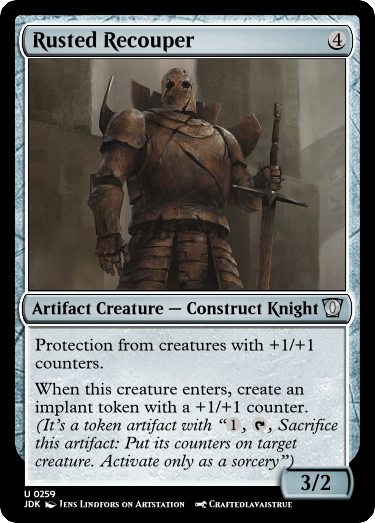 Rusted Recouper 4
Artifact Creature — Construct Knight
Protection from creatures with +1/+1
counters.
When this creature enters, create an
implant token with a +1/+1 counter.
(It's a token artifact with “1, , Sacrifice
this artifact: Put its counters on target
creature. Activate only as a sorcery”)
3/2
U 0259
JDK Jens Lindfors on Artstation Craftedlavaistrue